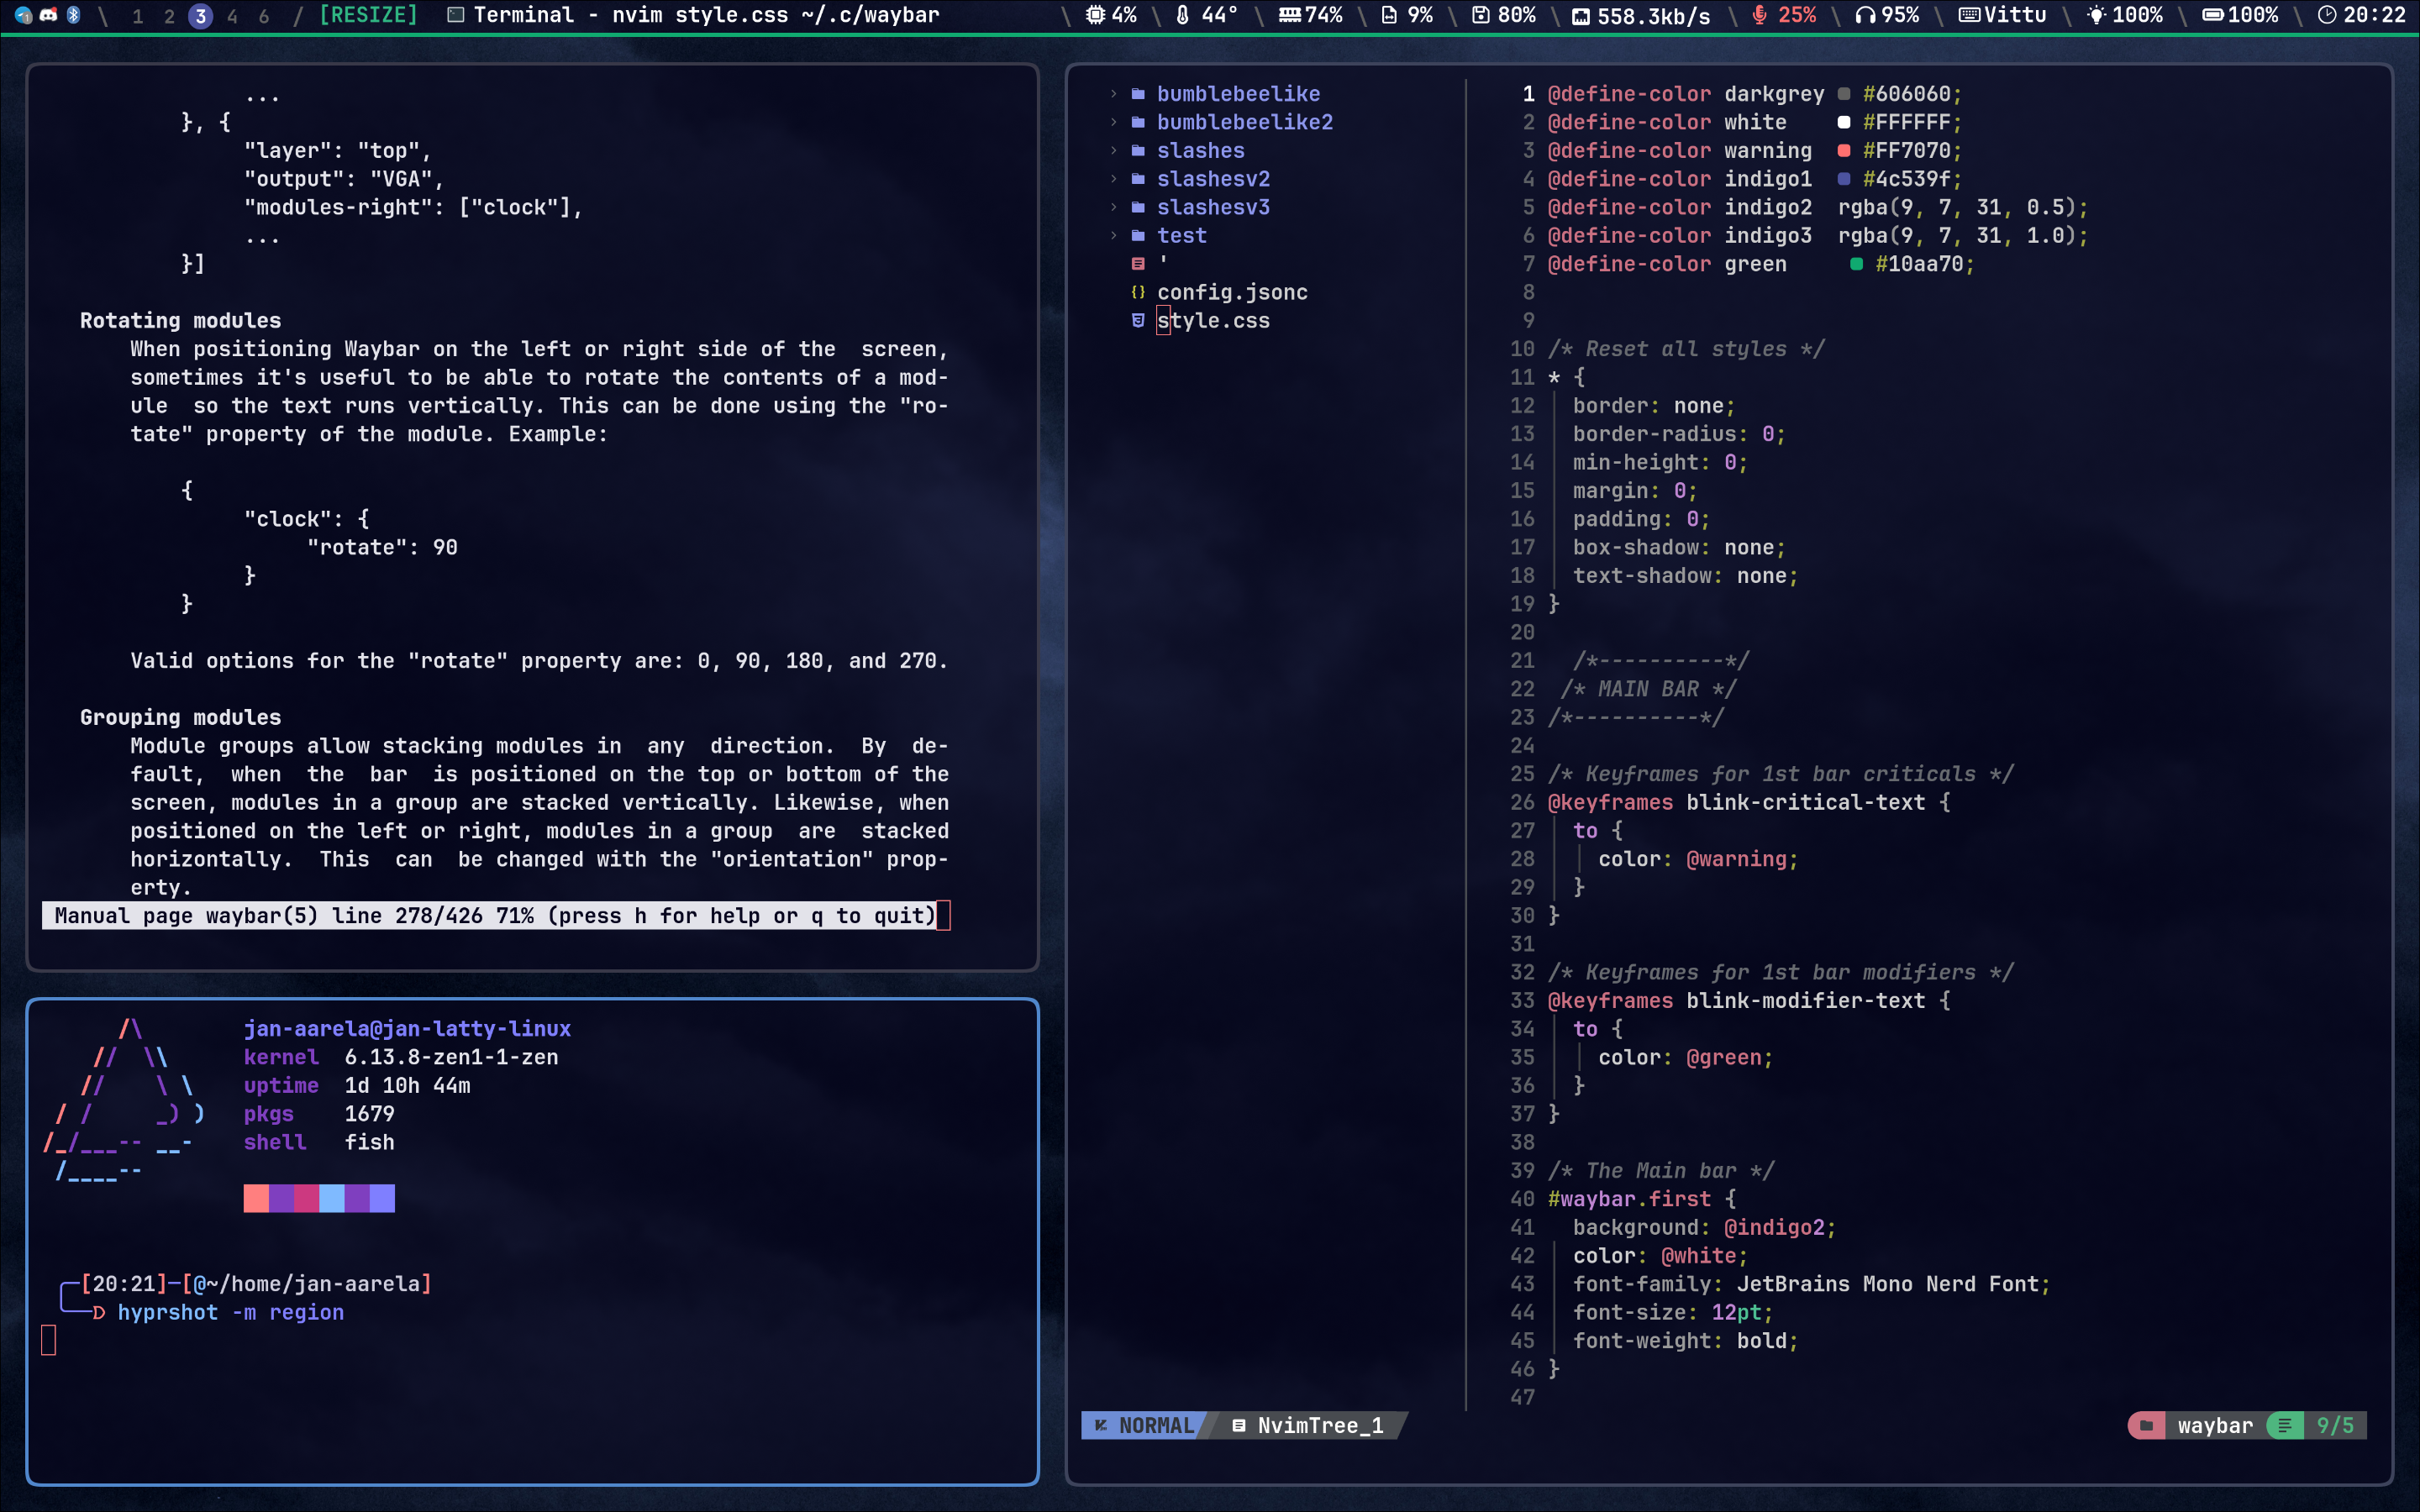 \ 1 2 3 4 6 / [RESIZE] Terminal - nvim style.css ~/.c/waybar \ 4% \ 44° \ 74% \ 9% \ 80% \ 558.3kb/s \ 25% \ 95% \ Vittu \ 100% \ 100% \ 20:22
...
}, {
"layer": "top",
"output": "VGA",
"modules-right": ["clock"],
...
}]
Rotating modules
When positioning Waybar on the left or right side of the  screen,
sometimes it's useful to be able to rotate the contents of a mod-
ule  so the text runs vertically. This can be done using the "ro-
tate" property of the module. Example:
{
"clock": {
"rotate": 90
}
}
Valid options for the "rotate" property are: 0, 90, 180, and 270.
Grouping modules
Module groups allow stacking modules in  any  direction.  By  de-
fault,  when  the  bar  is positioned on the top or bottom of the
screen, modules in a group are stacked vertically. Likewise, when
positioned on the left or right, modules in a group  are  stacked
horizontally.  This  can  be changed with the "orientation" prop-
erty.
Manual page waybar(5) line 278/426 71% (press h for help or q to quit)
/\
//  \\
//    \ \
/ /     _) )
/_/___-- __-
/____--
jan-aarela@jan-latty-linux
kernel  6.13.8-zen1-1-zen
uptime  1d 10h 44m
pkgs    1679
shell   fish
[20:21]─[@~/home/jan-aarela]
hyprshot -m region
> bumblebeelike
> bumblebeelike2
> slashes
> slashesv2
> slashesv3
> test
'
{} config.jsonc
style.css
1 @define-color darkgrey #606060;
2 @define-color white #FFFFFF;
3 @define-color warning #FF7070;
4 @define-color indigo1 #4c539f;
5 @define-color indigo2  rgba(9, 7, 31, 0.5);
6 @define-color indigo3  rgba(9, 7, 31, 1.0);
7 @define-color green #10aa70;
8
9
10 /* Reset all styles */
11 * {
12 border: none;
13 border-radius: 0;
14 min-height: 0;
15 margin: 0;
16 padding: 0;
17 box-shadow: none;
18 text-shadow: none;
19 }
20
21 /*----------*/
22 /* MAIN BAR */
23 /*----------*/
24
25 /* Keyframes for 1st bar criticals */
26 @keyframes blink-critical-text {
27 to {
28 color: @warning;
29 }
30 }
31
32 /* Keyframes for 1st bar modifiers */
33 @keyframes blink-modifier-text {
34 to {
35 color: @green;
36 }
37 }
38
39 /* The Main bar */
40 #waybar.first {
41 background: @indigo2;
42 color: @white;
43 font-family: JetBrains Mono Nerd Font;
44 font-size: 12pt;
45 font-weight: bold;
46 }
47
NORMAL NvimTree_1 waybar 9/5